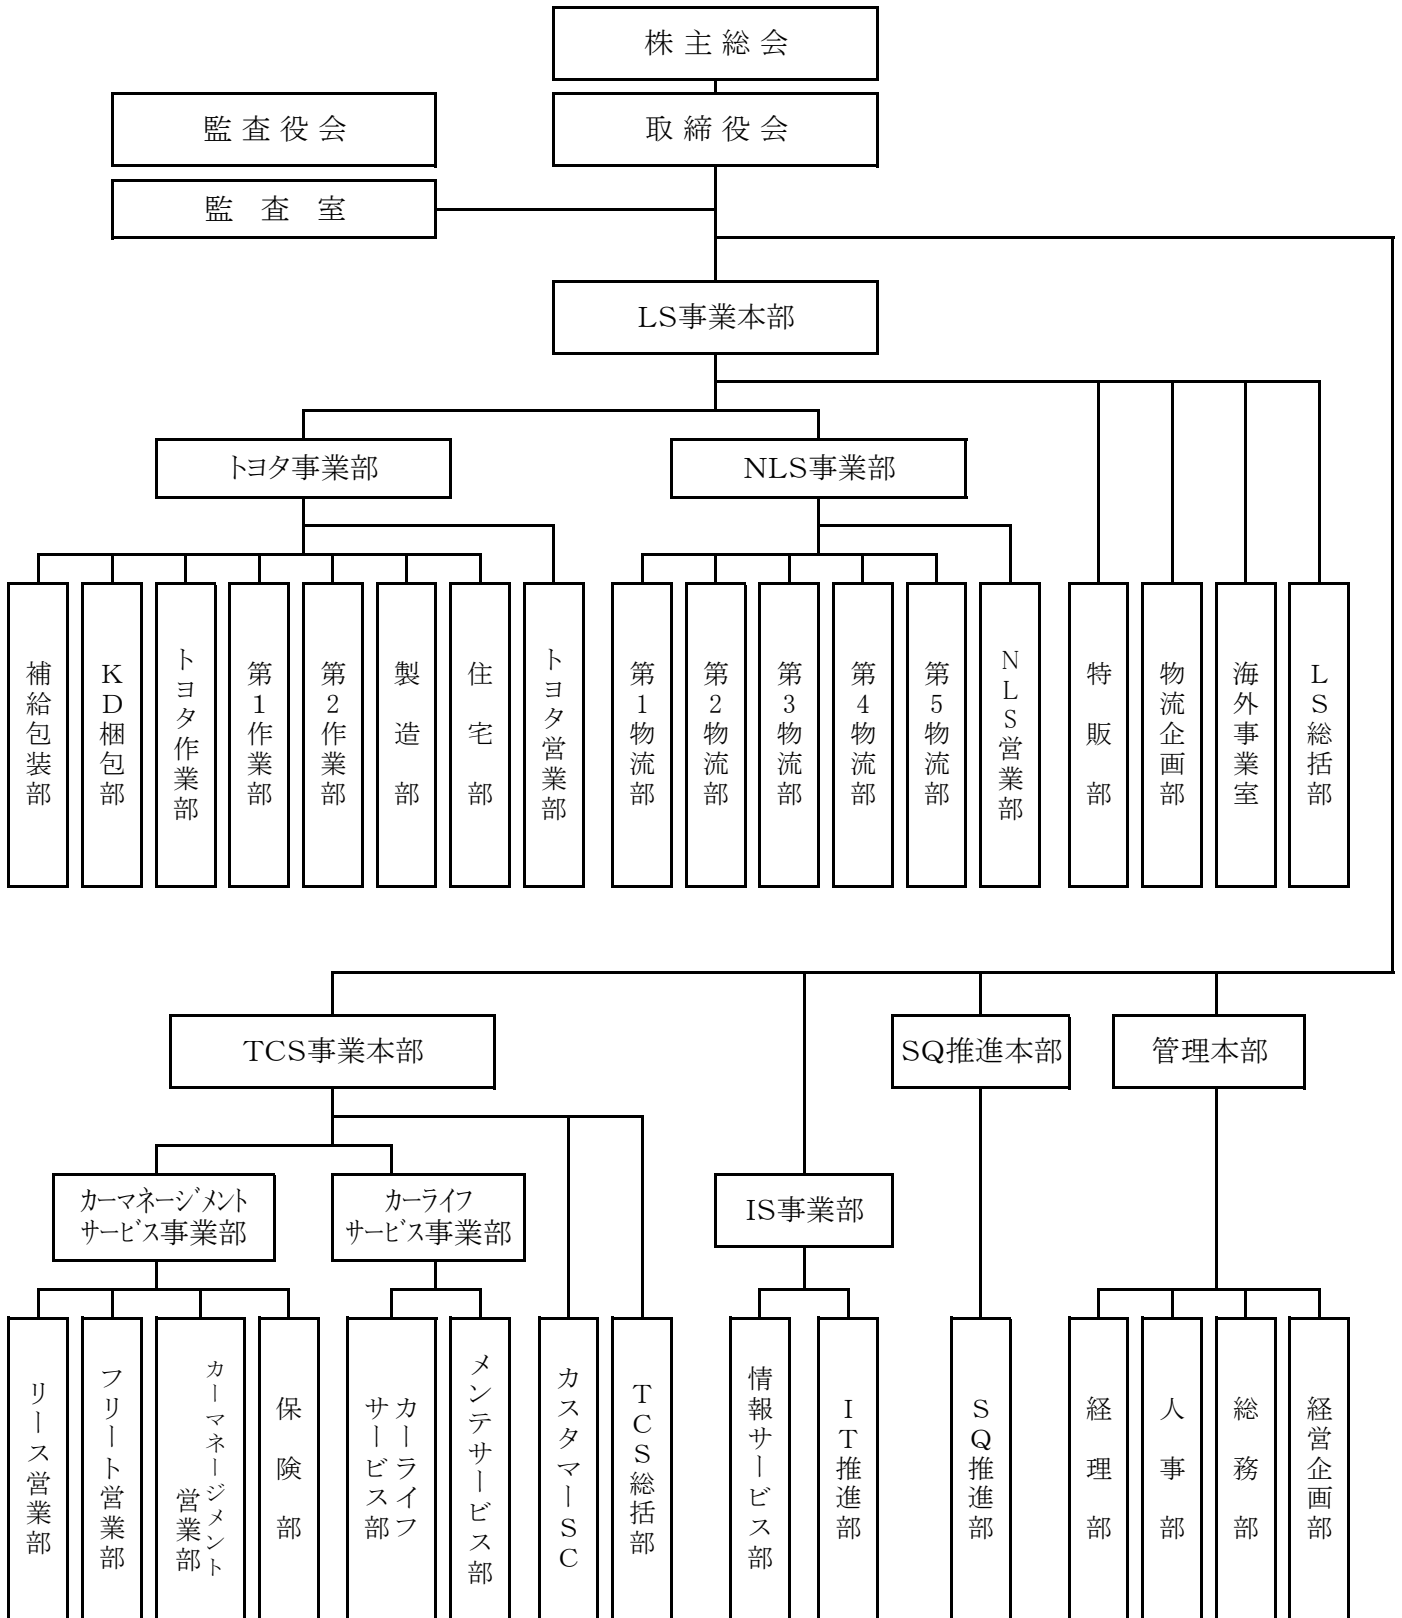 株主総会
監査役会
取締役会
監査室
LS事業本部
トヨタ事業部
NLS事業部
補給包装部
KD梱包部
トヨタ作業部
第1作業部
第2作業部
製造部
住宅部
トヨタ営業部
第1物流部
第2物流部
第3物流部
第4物流部
第5物流部
NLS営業部
特販部
物流企画部
海外事業室
LS総括部
TCS事業本部
SQ推進本部
管理本部
カーマネージメント
サービス事業部
カーライフ
サービス事業部
IS事業部
リース営業部
フリート営業部
カーマネージメント
営業部
保険部
カーライフ
サービス部
メンテサービス部
カスタマーSC
TCS総括部
情報サービス部
IT推進部
SQ推進部
経理部
人事部
総務部
経営企画部